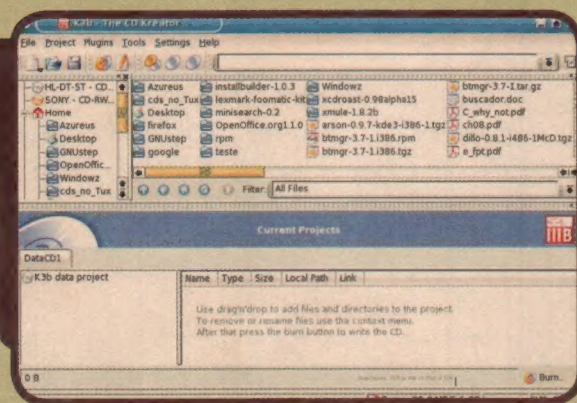 K3b - The CD Kreator
File Project Plugins Tools Settings Help
HL-DT-ST - CD...
SONY - CD-RW...
Home
Azureus
Desktop
firefox
GNUstep
OpenOffic...
Windowz
cds_no_Tux
Azureus
cds_no_Tux
Desktop
firefox
GNUstep
google
installbuilder-1.0.3
lexmark-foomatic-kit
minisearch-0.2
OpenOffice.org1.1.0
rpm
teste
Windowz
xcdroast-0.98alpha15
xmule-1.8.2b
arson-0.9.7-kde3-i386-1.tgz
btmgr-3.7-1.i386.rpm
btmgr-3.7-1.i386.tgz
btmgr-3.7-1.tar.gz
buscador.doc
C_why_not.pdf
ch08.pdf
dillo-0.8.1-i486-1McD.tgz
e_fpt.pdf
Filter: All Files
Current Projects
DataCD1
K3b data project
Name Type Size Local Path Link
Use drag'n'drop to add files and directories to the project.
To remove or rename files use the context menu.
After that press the burn button to write the CD.
0 B
Burn...